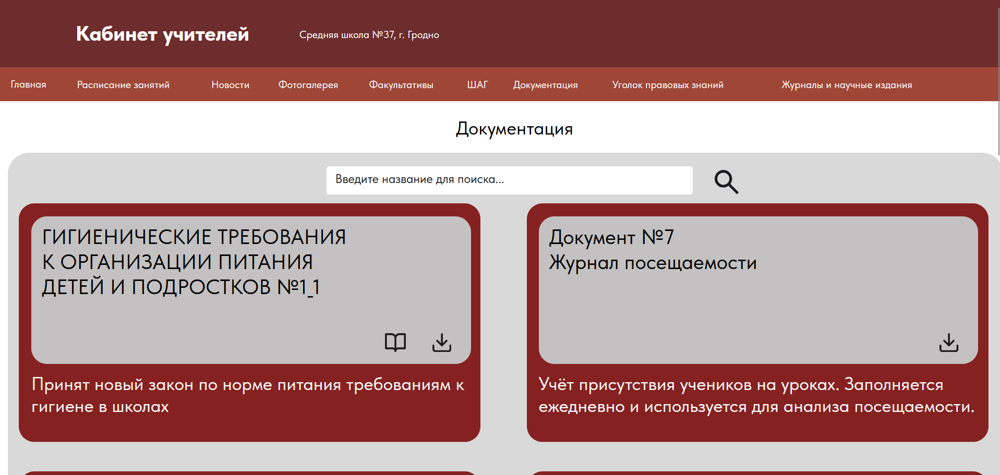 Кабинет учителей
Средняя школа №37, г. Гродно
Главная
Расписание занятий
Новости
Фотогалерея
Факультативы
ШАГ
Документация
Уголок правовых знаний
Журналы и научные издания
Документация
Введите название для поиска...
ГИГИЕНИЧЕСКИЕ ТРЕБОВАНИЯ
К ОРГАНИЗАЦИИ ПИТАНИЯ
ДЕТЕЙ И ПОДРОСТКОВ №1_1
Принят новый закон по норме питания требованиям к
гигиене в школах
Документ №7
Журнал посещаемости
Учёт присутствия учеников на уроках. Заполняется
ежедневно и используется для анализа посещаемости.